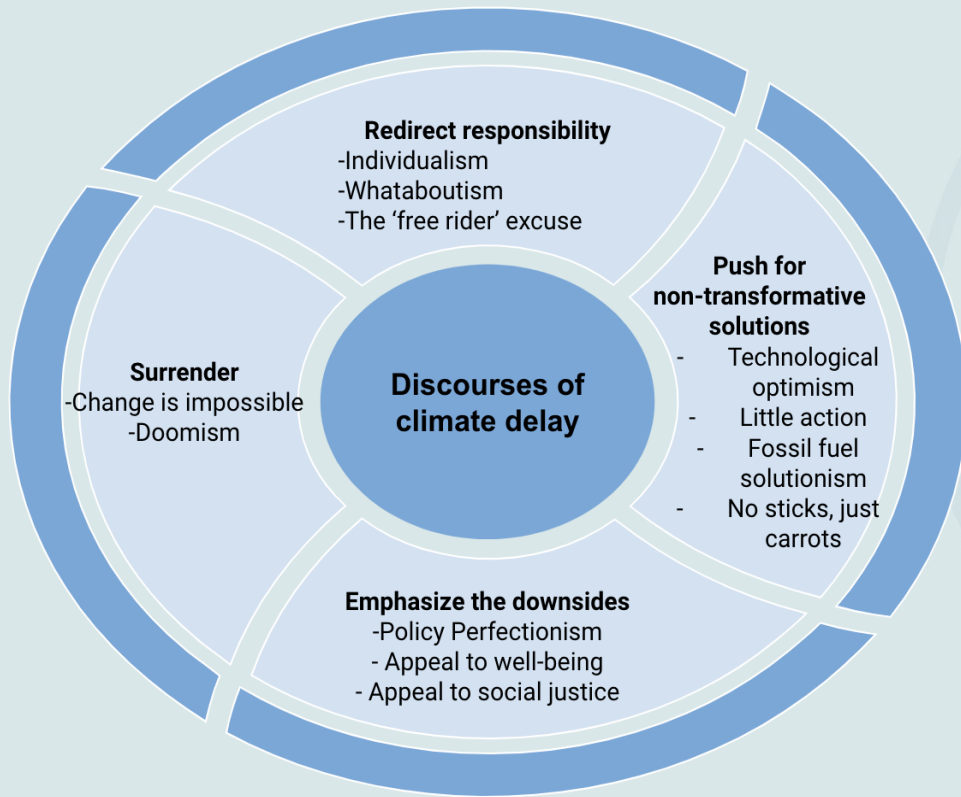 Redirect responsibility
-Individualism
-Whataboutism
-The ‘free rider’ excuse
Push for
non-transformative
solutions
- Technological
optimism
- Little action
- Fossil fuel
solutionism
- No sticks, just
carrots
Emphasize the downsides
-Policy Perfectionism
- Appeal to well-being
- Appeal to social justice
Surrender
-Change is impossible
-Doomism
Discourses of
climate delay